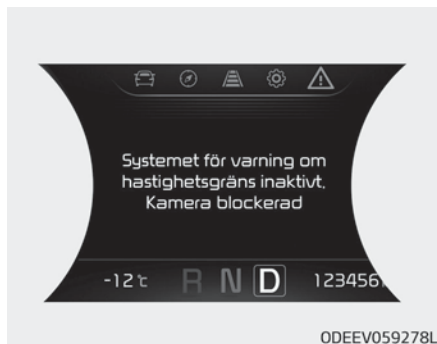 Systemet för varning om
hastighetsgräns inaktivt,
Kamera blockerad
-12℃ R N D 123456
ODEEV059278L